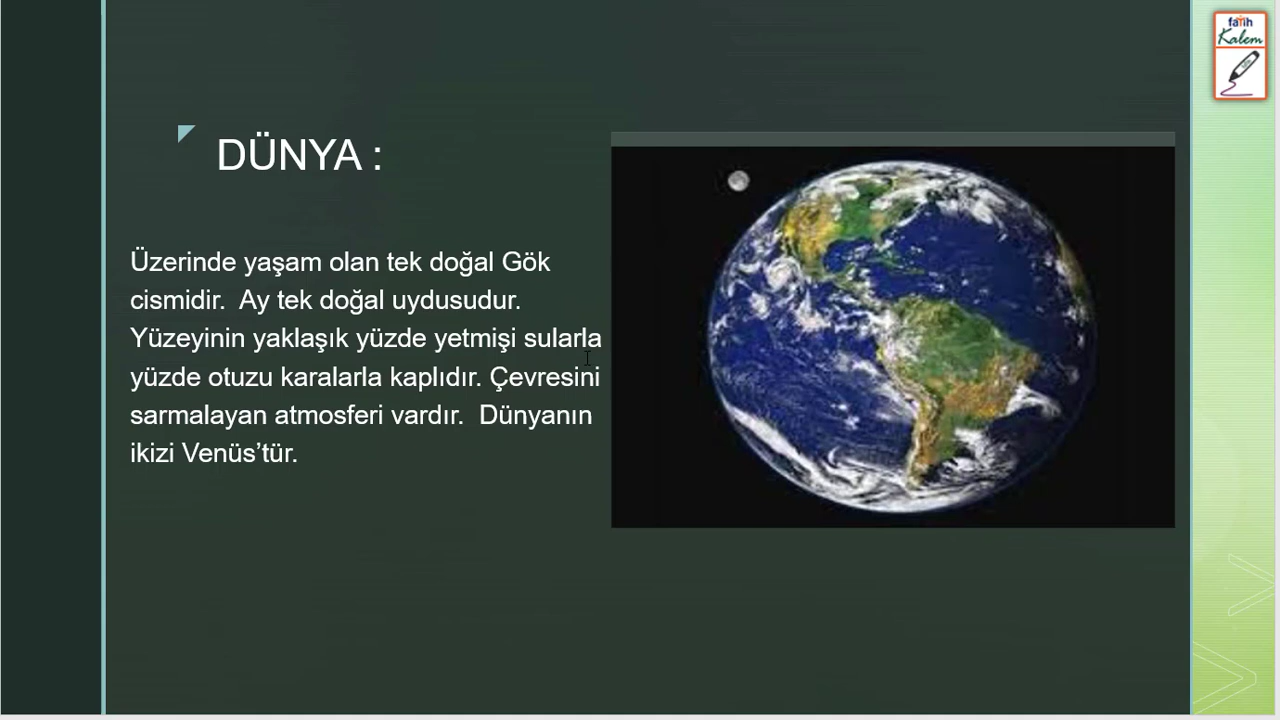 fatih
Kalem
DÜNYA :
Üzerinde yaşam olan tek doğal Gök
cismidir.  Ay tek doğal uydusudur.
Yüzeyinin yaklaşık yüzde yetmişi sularla
yüzde otuzu karalarla kaplıdır. Çevresini
sarmalayan atmosferi vardır.  Dünyanın
ikizi Venüs’tür.